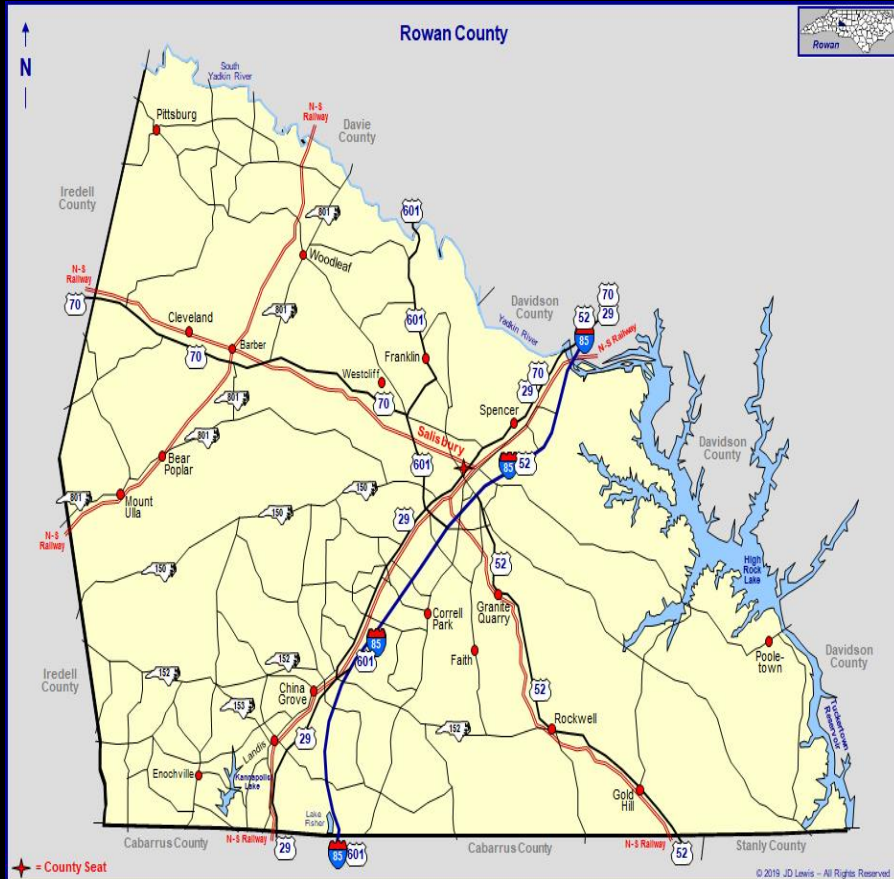 Rowan County
Rowan
N
South
Yadkin River
N-S
Railway
Davie
County
Pittsburg
Iredell
County
801
601
Woodleaf
N-S
Railway
70
801
Cleveland
Barber
70
601
Davidson
County
Yadkin River
52
70
29
85
N-S Railway
Westcliff
Franklin
70
70
29
801
Spencer
Salisbury
801
Bear
Poplar
601
85
52
Davidson
County
801
Mount
Ulla
N-S
Railway
150
150
29
150
52
High
Rock
Lake
Granite
Quarry
Correll
Park
85
601
Faith
Poole-
town
Davidson
County
Iredell
County
152
152
China
Grove
153
52
29
152
Rockwell
Tuckertown
Reservoir
Landis
Enochville
Kannapolis
Lake
Gold
Hill
Lake
Fisher
Cabarrus County
N-S Railway
29
85
601
Cabarrus County
N-S Railway
52
Stanly County
= County Seat
© 2019 JD Lewis – All Rights Reserved